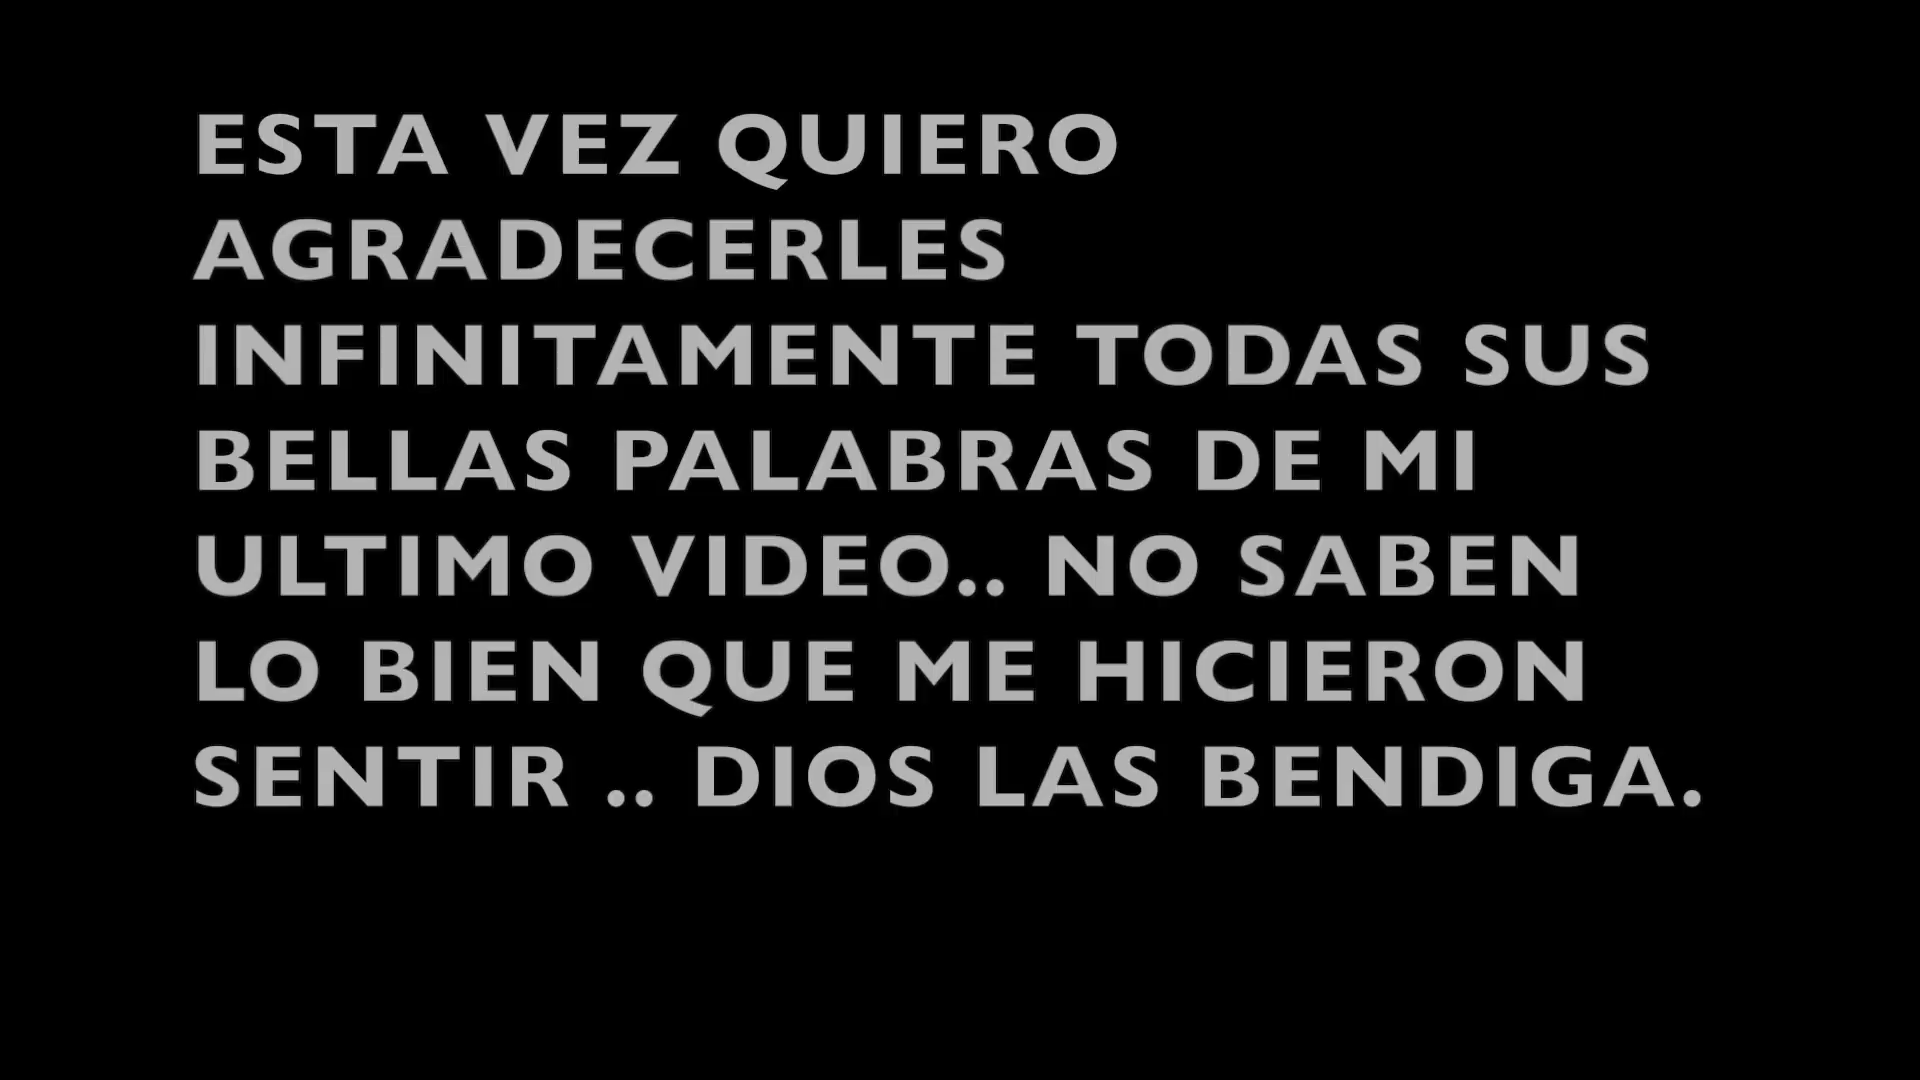 ESTA VEZ QUIERO
AGRADECERLES
INFINITAMENTE TODAS SUS
BELLAS PALABRAS DE MI
ULTIMO VIDEO.. NO SABEN
LO BIEN QUE ME HICIERON
SENTIR .. DIOS LAS BENDIGA.